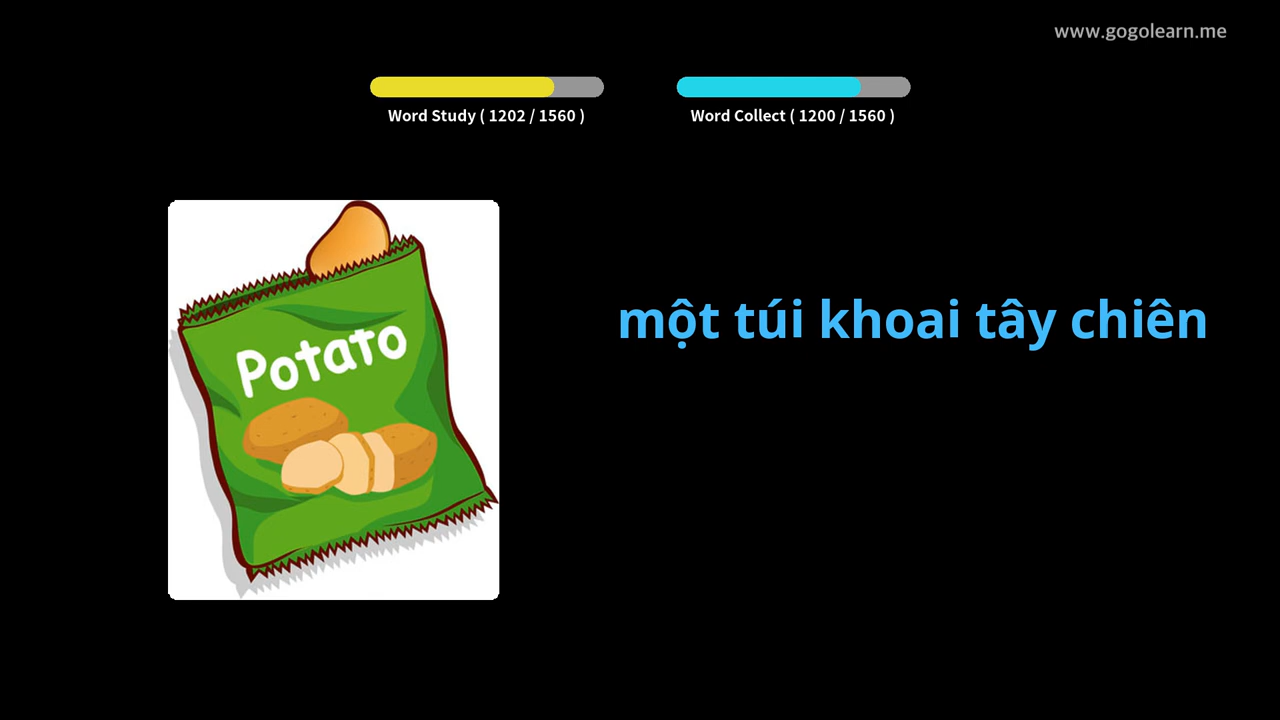 www.gogolearn.me
Word Study ( 1202 / 1560 )
Word Collect ( 1200 / 1560 )
Potato
một túi khoai tây chiên